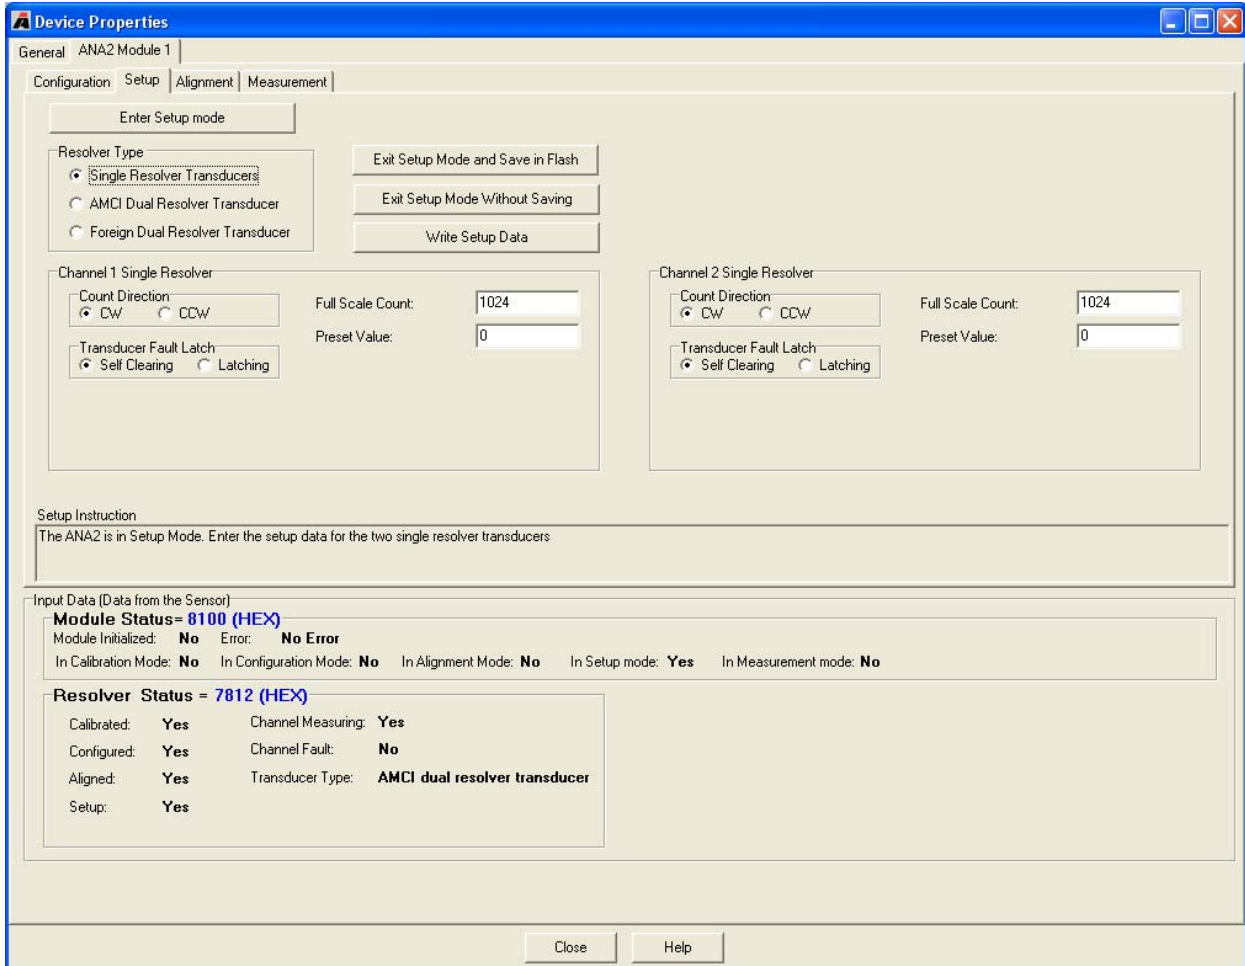 Device Properties
General ANA2 Module 1
Configuration Setup Alignment Measurement
Enter Setup mode
Resolver Type
Single Resolver Transducers
AMCI Dual Resolver Transducer
Foreign Dual Resolver Transducer
Exit Setup Mode and Save in Flash
Exit Setup Mode Without Saving
Write Setup Data
Channel 1 Single Resolver
Count Direction
CW CCW
Transducer Fault Latch
Self Clearing Latching
Full Scale Count: 1024
Preset Value: 0
Channel 2 Single Resolver
Count Direction
CW CCW
Transducer Fault Latch
Self Clearing Latching
Full Scale Count: 1024
Preset Value: 0
Setup Instruction
The ANA2 is in Setup Mode. Enter the setup data for the two single resolver transducers
Input Data (Data from the Sensor)
Module Status= 8100 (HEX)
Module Initialized: No Error: No Error
In Calibration Mode: No In Configuration Mode: No In Alignment Mode: No In Setup mode: Yes In Measurement mode: No
Resolver Status = 7812 (HEX)
Calibrated: Yes Channel Measuring: Yes
Configured: Yes Channel Fault: No
Aligned: Yes Transducer Type: AMCI dual resolver transducer
Setup: Yes
Close Help